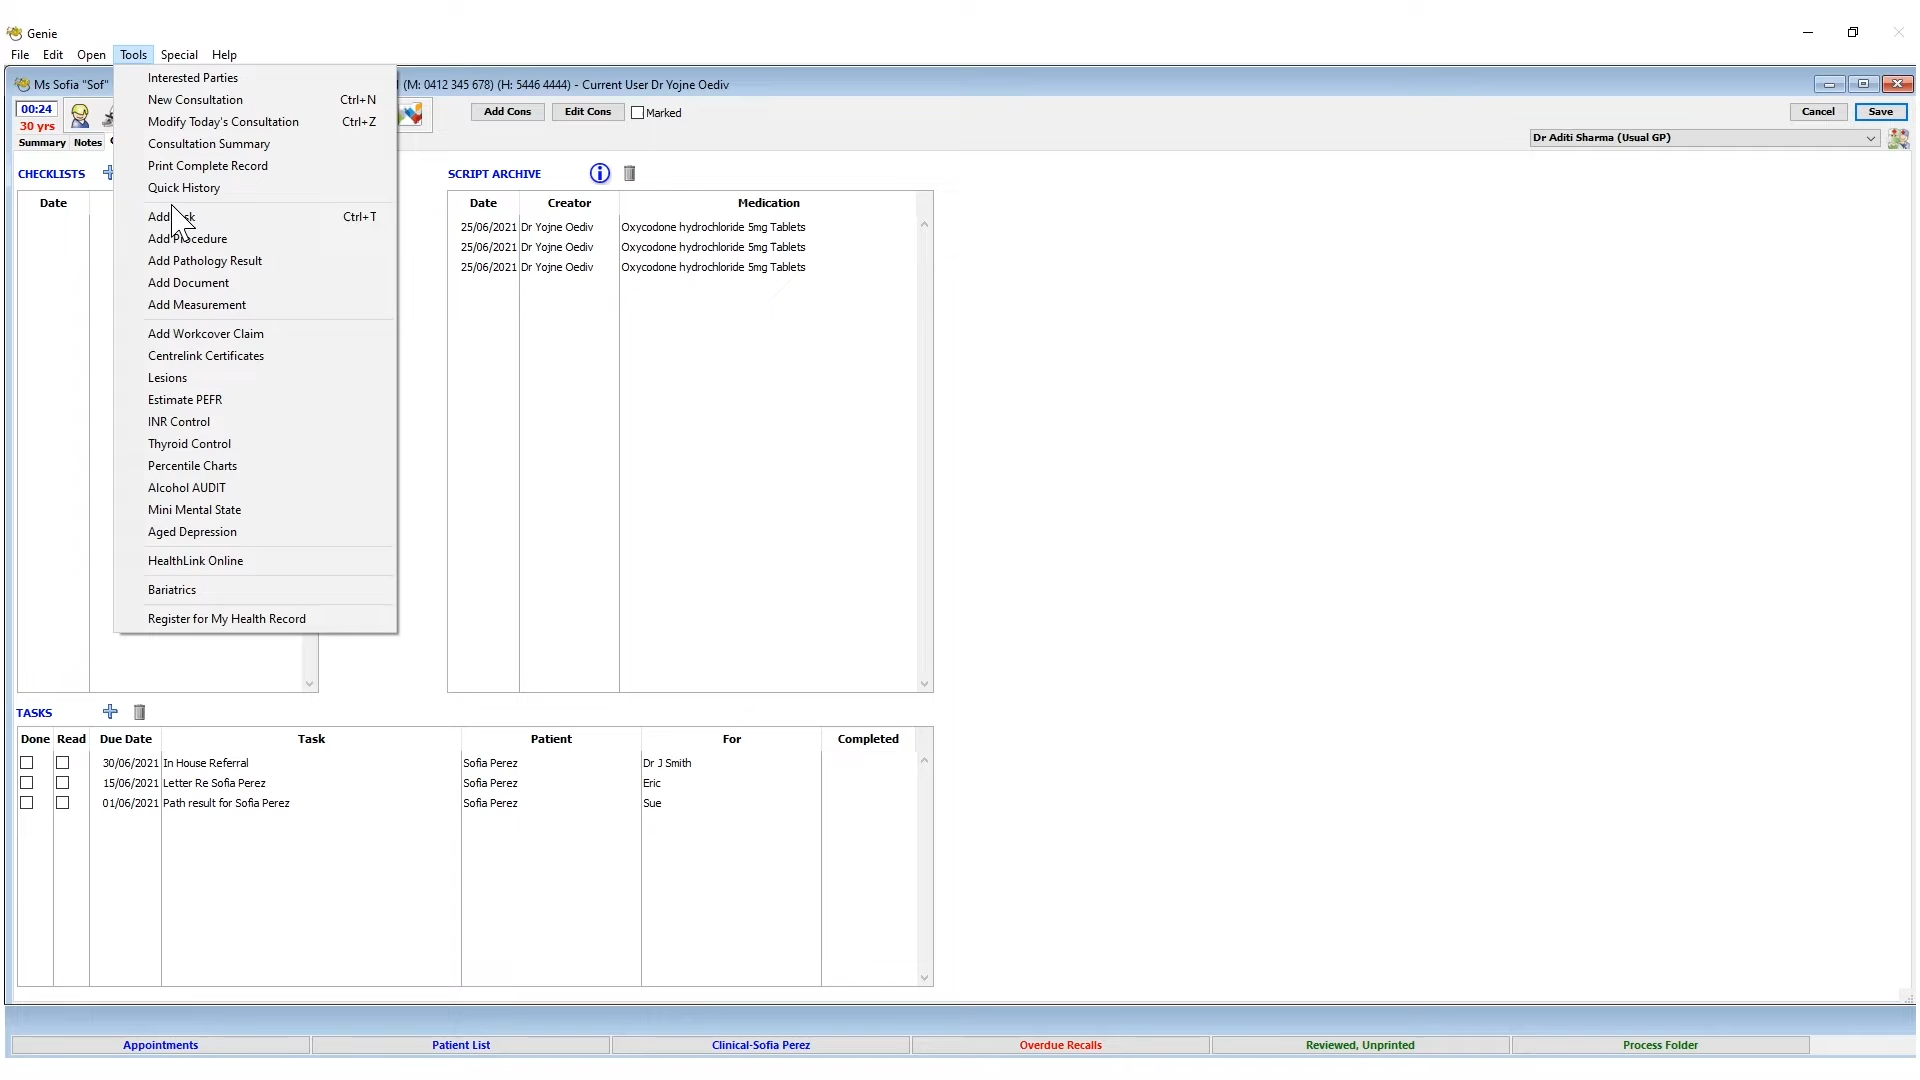 Genie
File Edit Open Tools Special Help
Ms Sofia "Sof" (M: 0412 345 678) (H: 5446 4444) - Current User Dr Yojne Oediv
00:24
30 yrs
Add Cons Edit Cons Marked Cancel Save
Summary Notes Dr Aditi Sharma (Usual GP)
Interested Parties
New Consultation Ctrl+N
Modify Today's Consultation Ctrl+Z
Consultation Summary
Print Complete Record
Quick History
Add Ctrl+T
Add Procedure
Add Pathology Result
Add Document
Add Measurement
Add Workcover Claim
Centrelink Certificates
Lesions
Estimate PEFR
INR Control
Thyroid Control
Percentile Charts
Alcohol AUDIT
Mini Mental State
Aged Depression
HealthLink Online
Bariatrics
Register for My Health Record
CHECKLISTS
Date
SCRIPT ARCHIVE
Date Creator Medication
25/06/2021 Dr Yojne Oediv Oxycodone hydrochloride 5mg Tablets
25/06/2021 Dr Yojne Oediv Oxycodone hydrochloride 5mg Tablets
25/06/2021 Dr Yojne Oediv Oxycodone hydrochloride 5mg Tablets
TASKS
Done Read Due Date Task Patient For Completed
30/06/2021 In House Referral Sofia Perez Dr J Smith
15/06/2021 Letter Re Sofia Perez Sofia Perez Eric
01/06/2021 Path result for Sofia Perez Sofia Perez Sue
Appointments Patient List Clinical-Sofia Perez Overdue Recalls Reviewed, Unprinted Process Folder